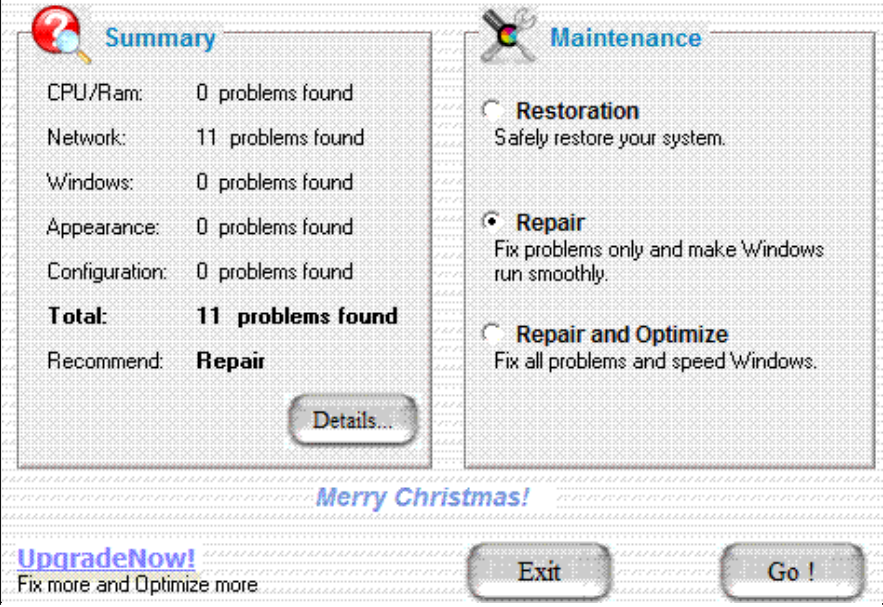 Summary
CPU/Ram: 0 problems found
Network: 11 problems found
Windows: 0 problems found
Appearance: 0 problems found
Configuration: 0 problems found
Total: 11 problems found
Recommend: Repair
Details...
Maintenance
Restoration
Safely restore your system.
Repair
Fix problems only and make Windows
run smoothly.
Repair and Optimize
Fix all problems and speed Windows.
Merry Christmas!
UpgradeNow!
Fix more and Optimize more
Exit
Go !